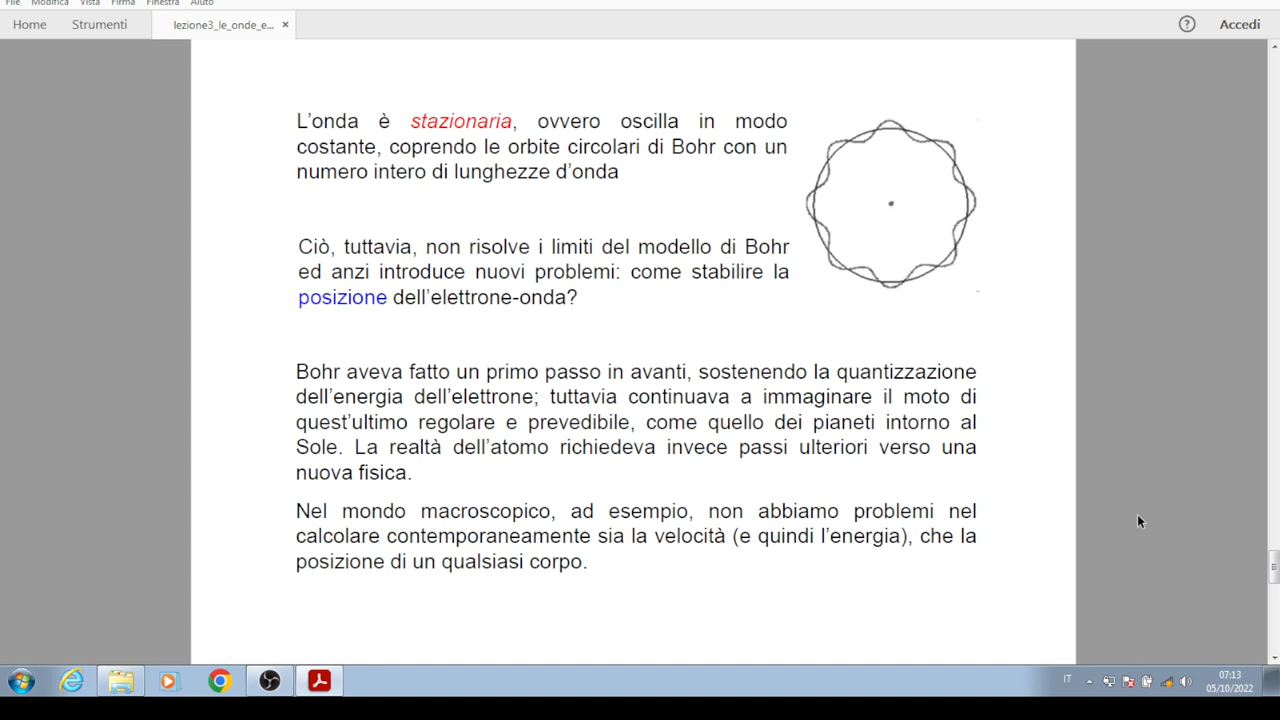 File Modifica Vista Firma Finestra Aiuto
Home Strumenti lezione3_le_onde_e... × ? Accedi
L'onda è stazionaria, ovvero oscilla in modo
costante, coprendo le orbite circolari di Bohr con un
numero intero di lunghezze d'onda
Ciò, tuttavia, non risolve i limiti del modello di Bohr
ed anzi introduce nuovi problemi: come stabilire la
posizione dell'elettrone-onda?
Bohr aveva fatto un primo passo in avanti, sostenendo la quantizzazione
dell'energia dell'elettrone; tuttavia continuava a immaginare il moto di
quest'ultimo regolare e prevedibile, come quello dei pianeti intorno al
Sole. La realtà dell'atomo richiedeva invece passi ulteriori verso una
nuova fisica.
Nel mondo macroscopico, ad esempio, non abbiamo problemi nel
calcolare contemporaneamente sia la velocità (e quindi l'energia), che la
posizione di un qualsiasi corpo.
IT
07:13
05/10/2022